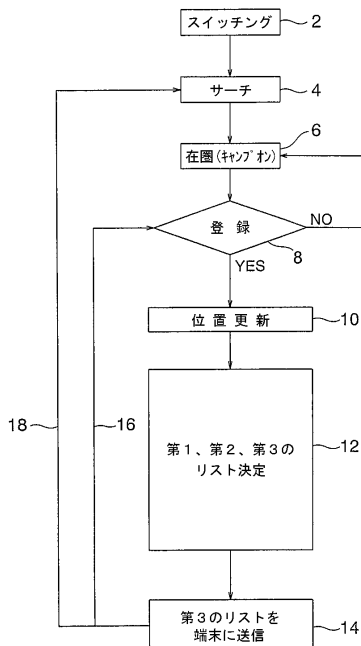 スイッチング
2
サーチ
4
6
在圏(ｷｬﾝﾌﾟｵﾝ)
登 録
NO
8
YES
位 置 更 新
10
18
16
第1、第2、第3の
リスト決定
12
第3のリストを
端末に送信
14